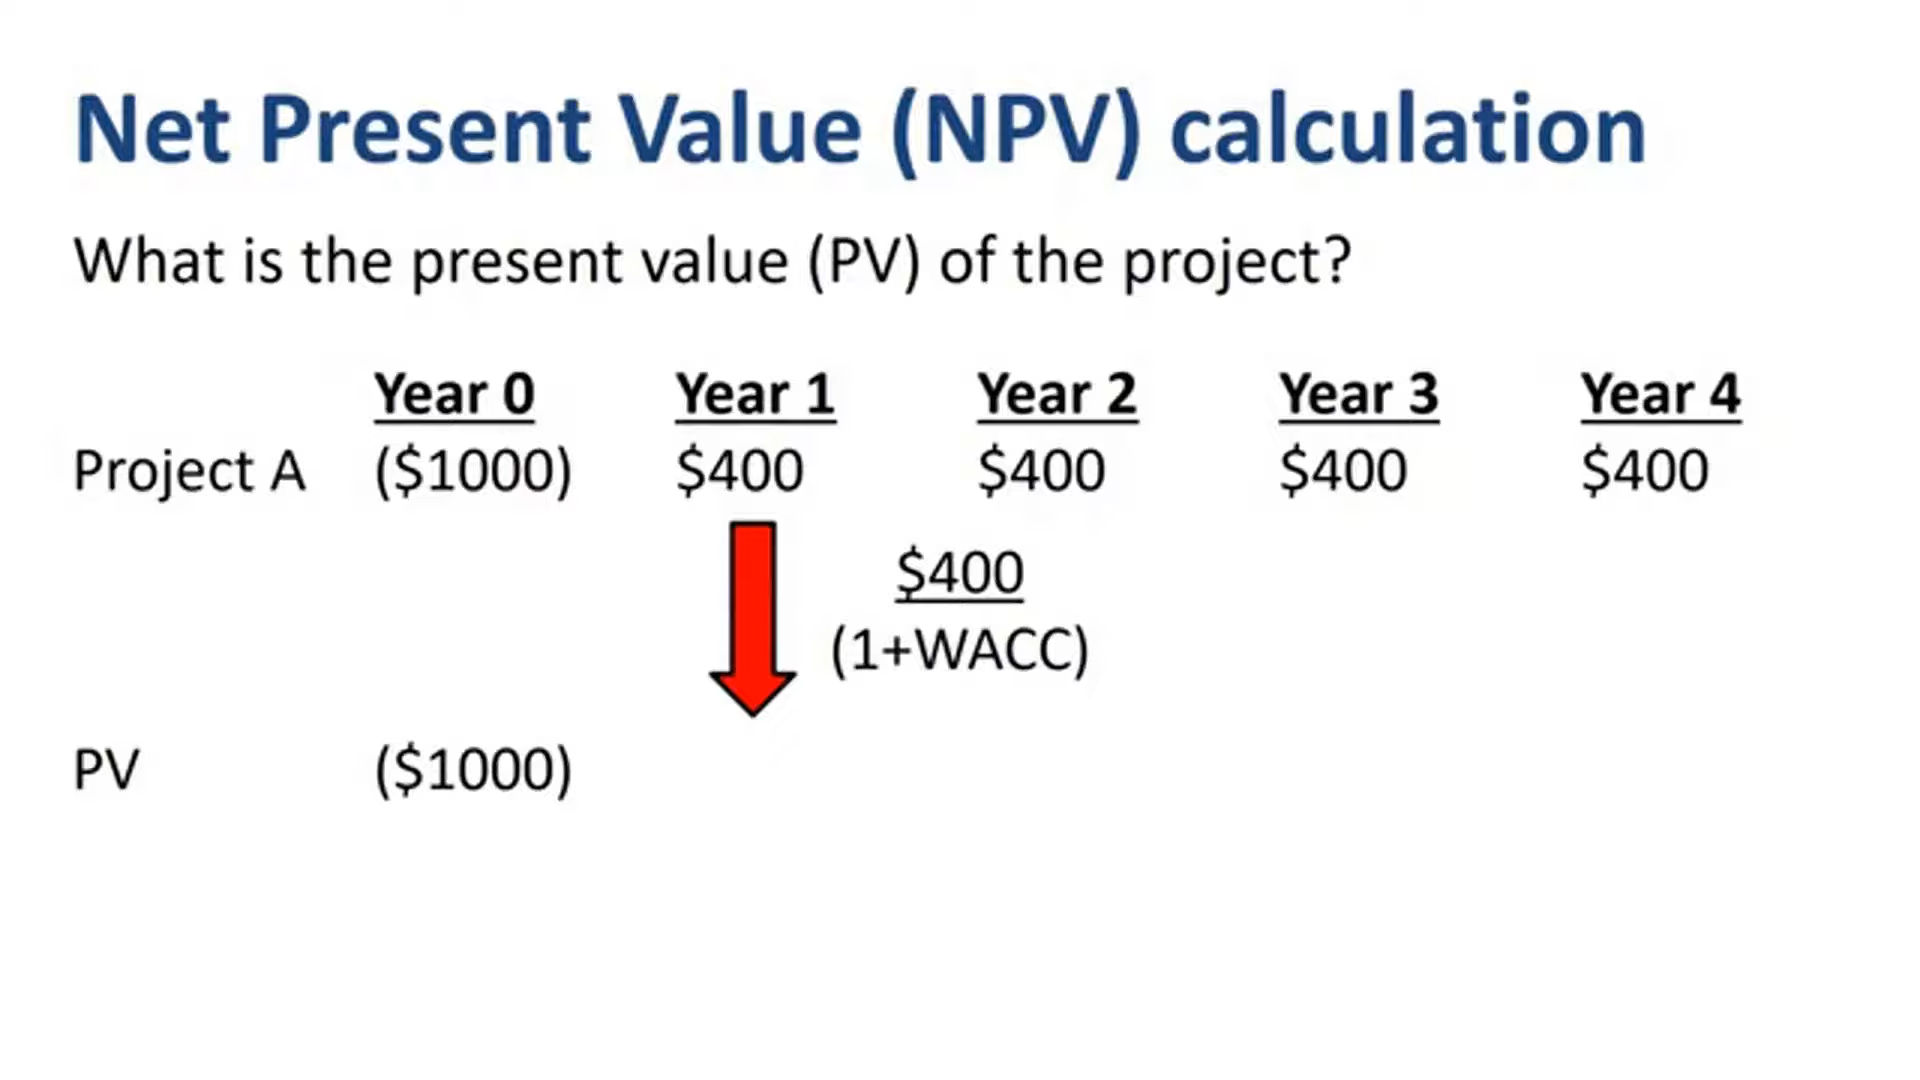 Net Present Value (NPV) calculation
What is the present value (PV) of the project?
Year 0 Year 1 Year 2 Year 3 Year 4
Project A ($1000) $400 $400 $400 $400
$400
(1+WACC)
PV ($1000)